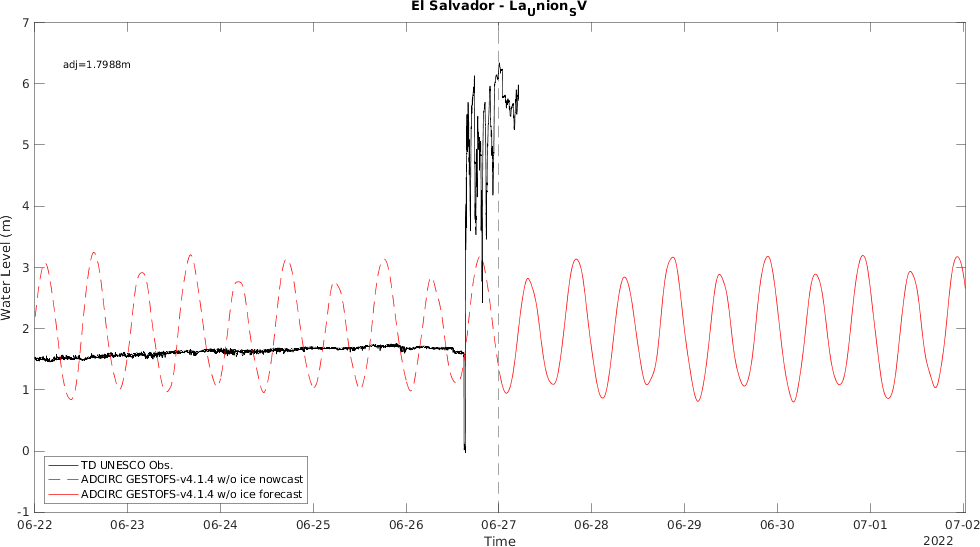 El Salvador - LaUnionSV
7
adj=1.7988m
6
5
4
3
2
1
0
-1
Water Level (m)
TD UNESCO Obs.
ADCIRC GESTOFS-v4.1.4 w/o ice nowcast
ADCIRC GESTOFS-v4.1.4 w/o ice forecast
06-22 06-23 06-24 06-25 06-26 06-27 06-28 06-29 06-30 07-01 07-02
Time
2022